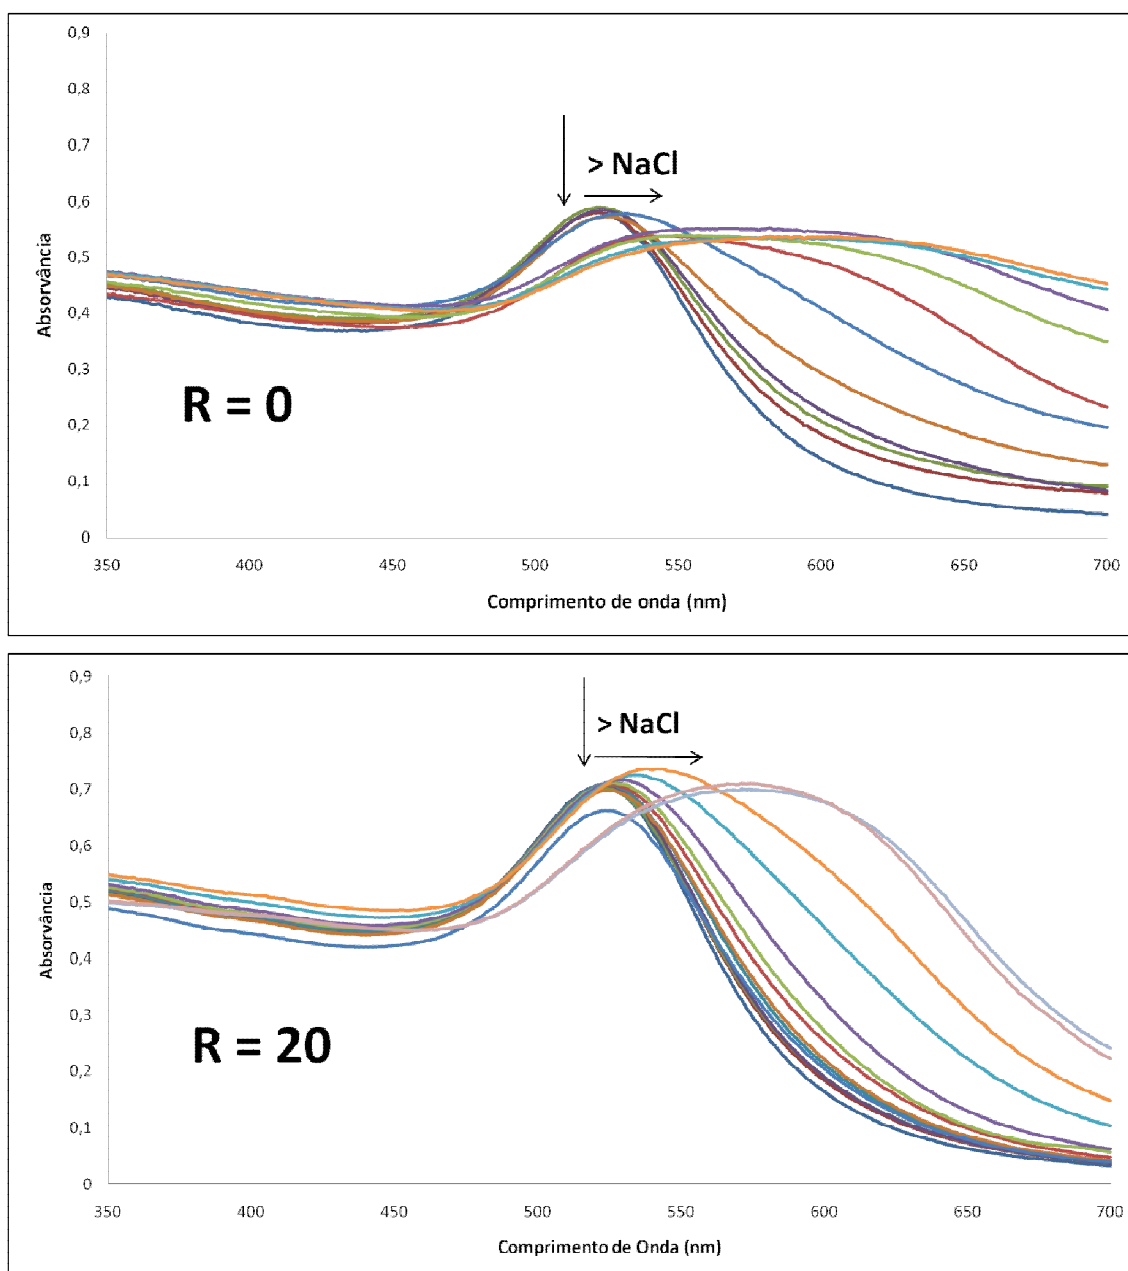 0,9
0,8
0,7
0,6
0,5
0,4
0,3
0,2
0,1
0
Absorvância
> NaCl
R = 0
350 400 450 500 550 600 650 700
Comprimento de onda (nm)
0,9
0,8
0,7
0,6
0,5
0,4
0,3
0,2
0,1
0
Absorvância
> NaCl
R = 20
350 400 450 500 550 600 650 700
Comprimento de Onda (nm)